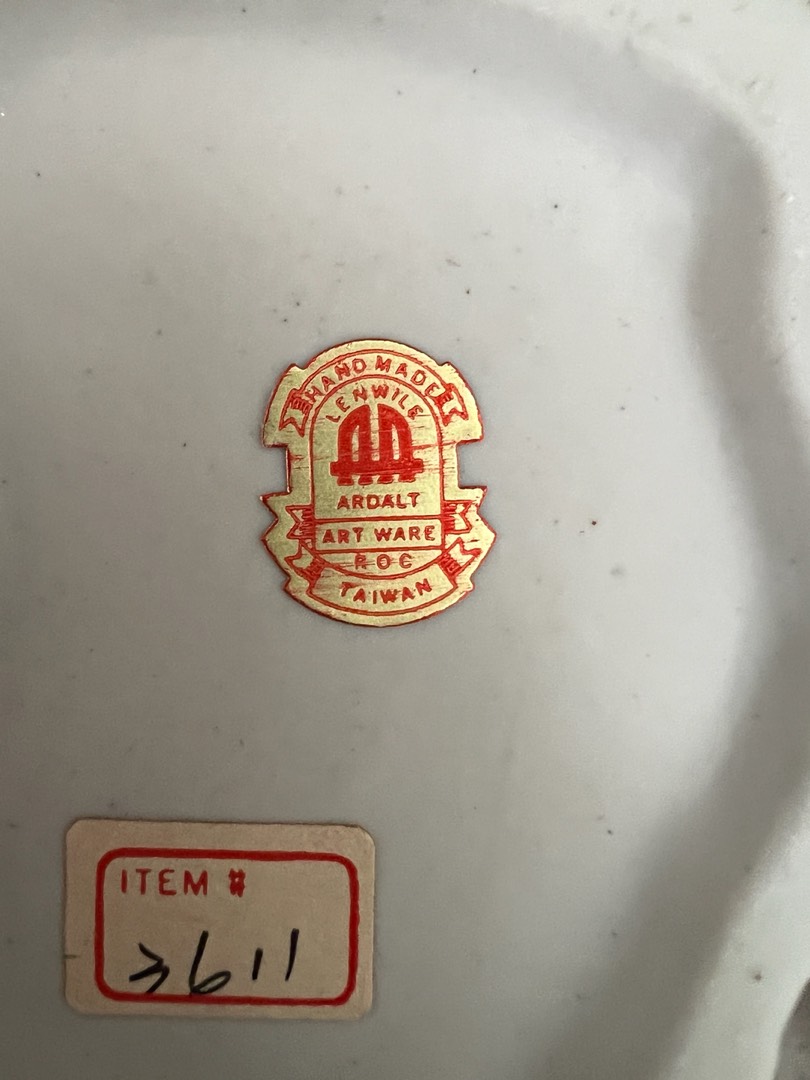 HAND MADE
LENWILE
ARDALT
ART WARE
ROC
TAIWAN
ITEM #
3611